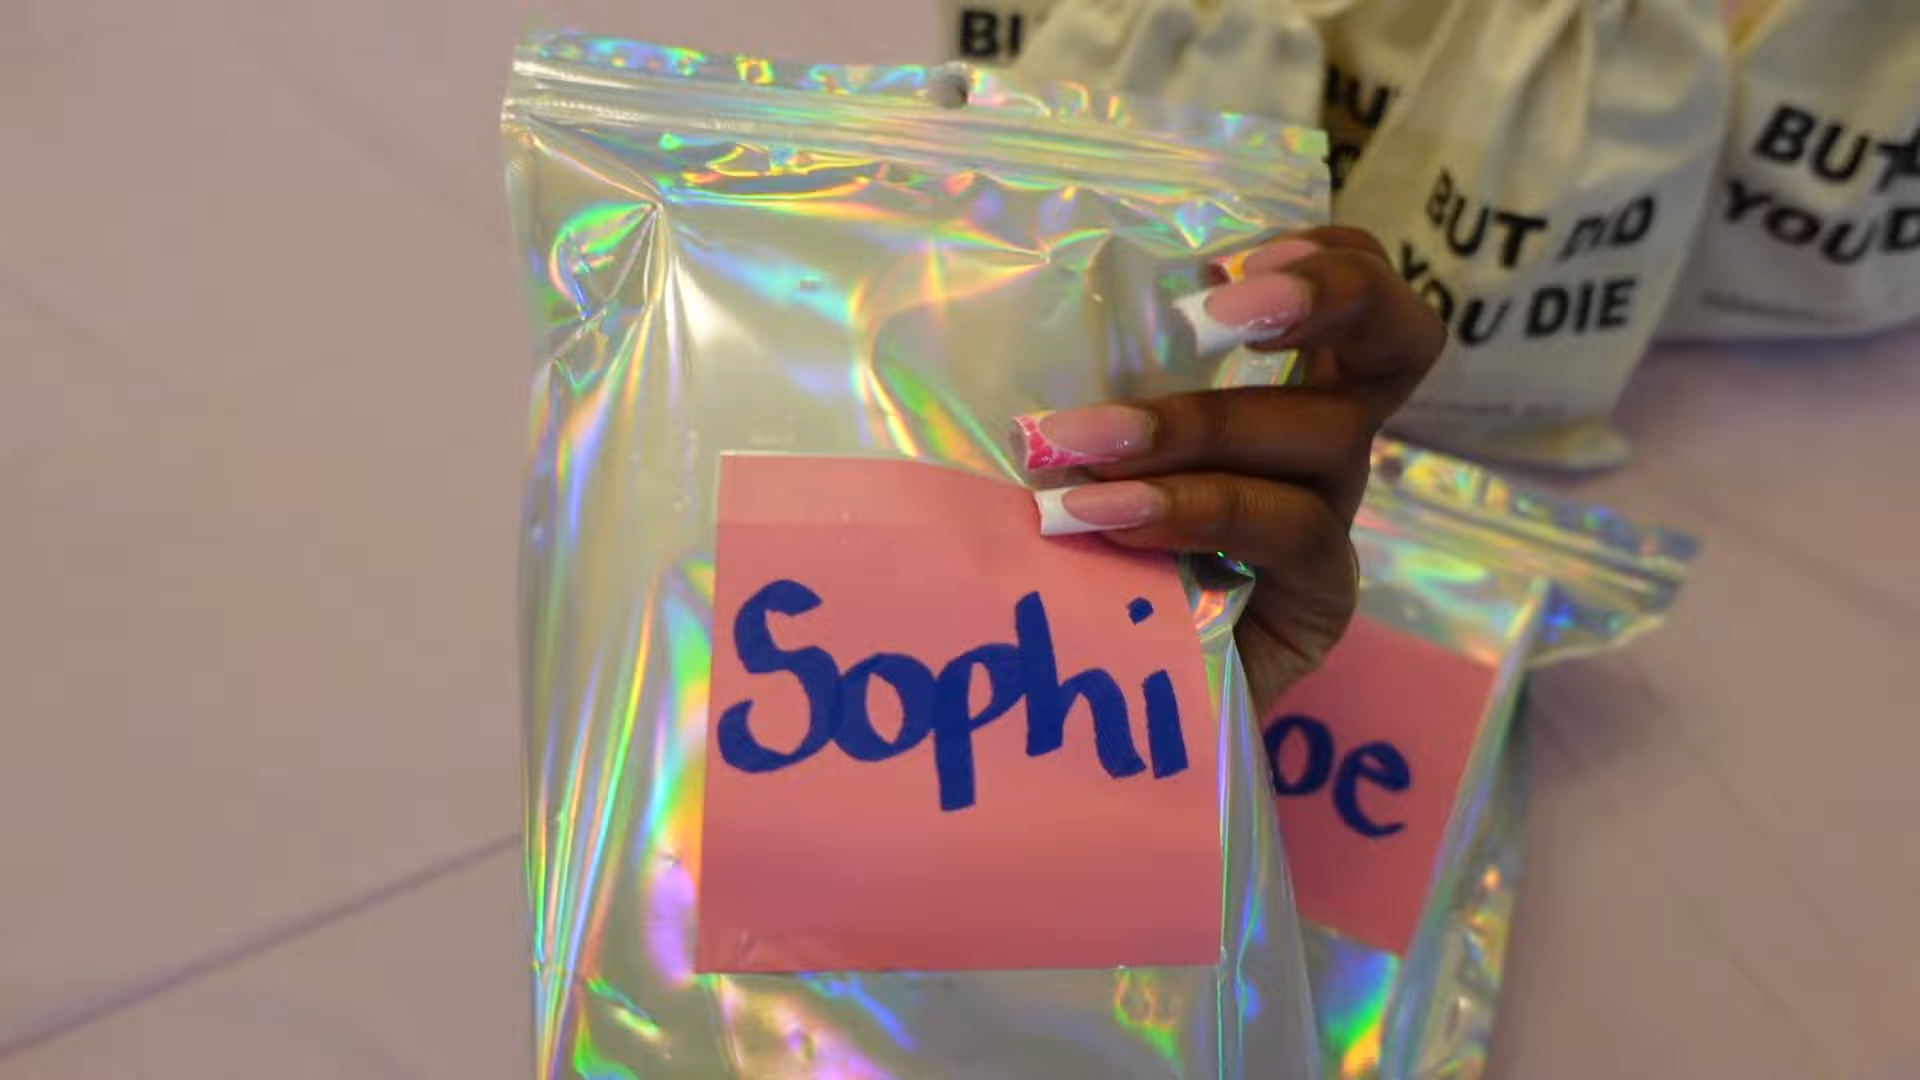 BUT DID
YOU DIE
BUT
YOU D
Sophi
oe